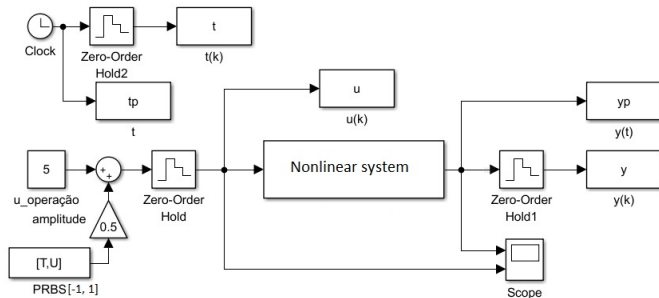 Clock
Zero-Order
Hold2
t
t(k)
tp
t
u
u(k)
yp
y(t)
5
u_operação
+
+
Zero-Order
Hold
Nonlinear system
Zero-Order
Hold1
y
y(k)
amplitude
0.5
[T,U]
PRBS[-1, 1]
Scope